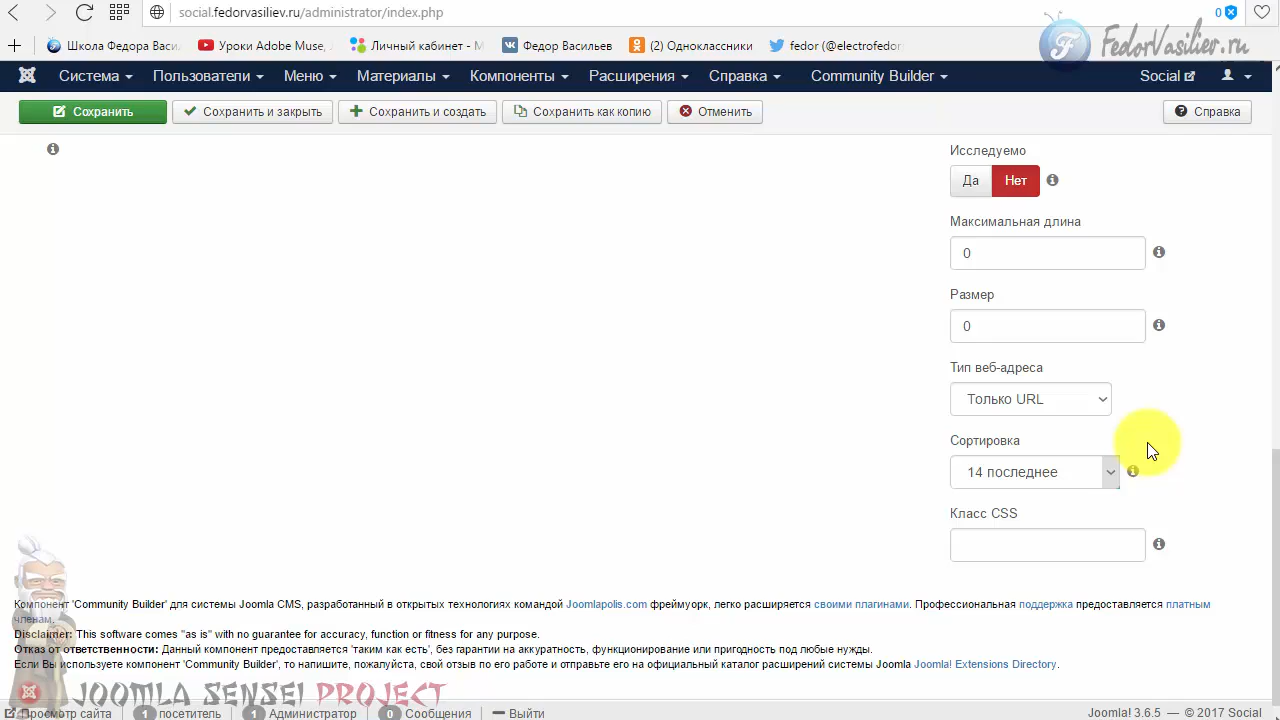 social.fedorvasiliev.ru/administrator/index.php
0
Школа Федора Васи
Уроки Adobe Muse,
Личный кабинет - М
Федор Васильев
(2) Одноклассники
fedor (@electrofedor
FedorVasiliev.ru
Система
Пользователи
Меню
Материалы
Компоненты
Расширения
Справка
Community Builder
Social
Сохранить
Сохранить и закрыть
Сохранить и создать
Сохранить как копию
Отменить
Справка
Исследуемо
Да
Нет
Максимальная длина
0
Размер
0
Тип веб-адреса
Только URL
Сортировка
14 последнее
Класс CSS
Компонент 'Community Builder' для системы Joomla CMS, разработанный в открытых технологиях командой Joomlapolis.com фреймуорк, легко расширяется своими плагинами. Профессиональная поддержка предоставляется платным
членам.
Disclaimer: This software comes "as is" with no guarantee for accuracy, function or fitness for any purpose.
Отказ от ответственности: Данный компонент предоставляется 'таким как есть', без гарантии на аккуратность, функционирование или пригодность под любые нужды.
Если Вы используете компонент 'Community Builder', то напишите, пожалуйста, свой отзыв по его работе и отправьте его на официальный каталог расширений системы Joomla Joomla! Extensions Directory.
JOOMLA SENSEI PROJECT
Просмотр сайта
1 посетитель
1 Администратор
0 Сообщения
Выйти
Joomla! 3.6.5 — © 2017 Social